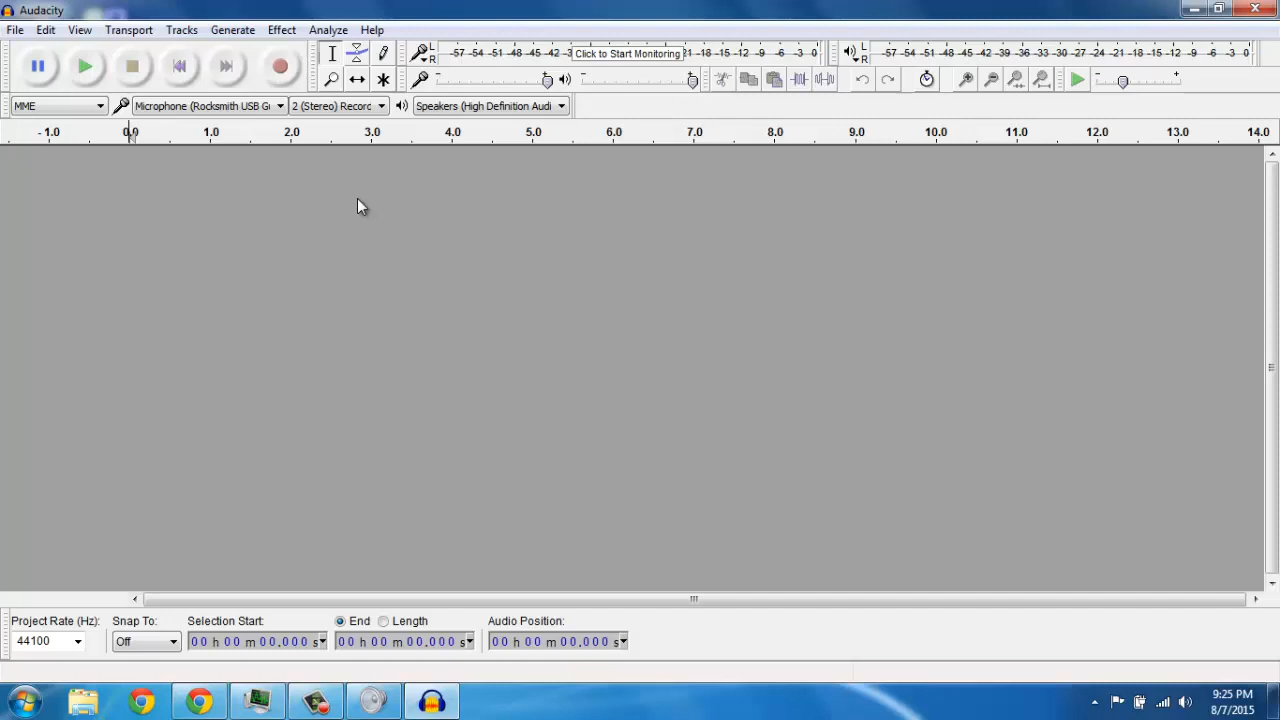 Audacity
File Edit View Transport Tracks Generate Effect Analyze Help
L R -57 -54 -51 -48 -45 -42 Click to Start Monitoring -18 -15 -12 -9 -6 -3 0 L R -57 -54 -51 -48 -45 -42 -39 -36 -33 -30 -27 -24 -21 -18 -15 -12 -9 -6 -3 0
- + - + - +
MME Microphone (Rocksmith USB G 2 (Stereo) Record Speakers (High Definition Audi
-1.0 0.0 1.0 2.0 3.0 4.0 5.0 6.0 7.0 8.0 9.0 10.0 11.0 12.0 13.0 14.0
Project Rate (Hz): Snap To: Selection Start: End Length Audio Position:
44100 Off 00 h 00 m 00.000 s 00 h 00 m 00.000 s 00 h 00 m 00.000 s
9:25 PM
8/7/2015